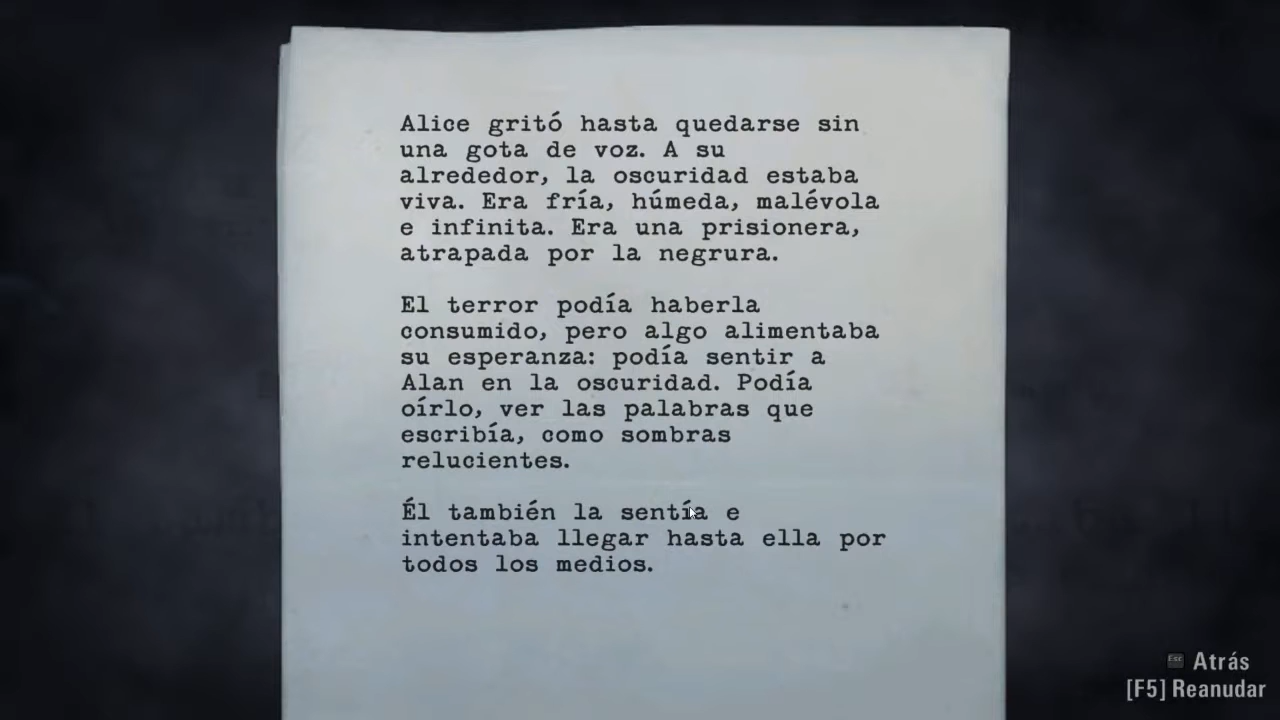 Alice gritó hasta quedarse sin
una gota de voz. A su
alrededor, la oscuridad estaba
viva. Era fría, húmeda, malévola
e infinita. Era una prisionera,
atrapada por la negrura.
El terror podía haberla
consumido, pero algo alimentaba
su esperanza: podía sentir a
Alan en la oscuridad. Podía
oírlo, ver las palabras que
escribía, como sombras
relucientes.
Él también la sentía e
intentaba llegar hasta ella por
todos los medios.
Esc Atrás
[F5] Reanudar